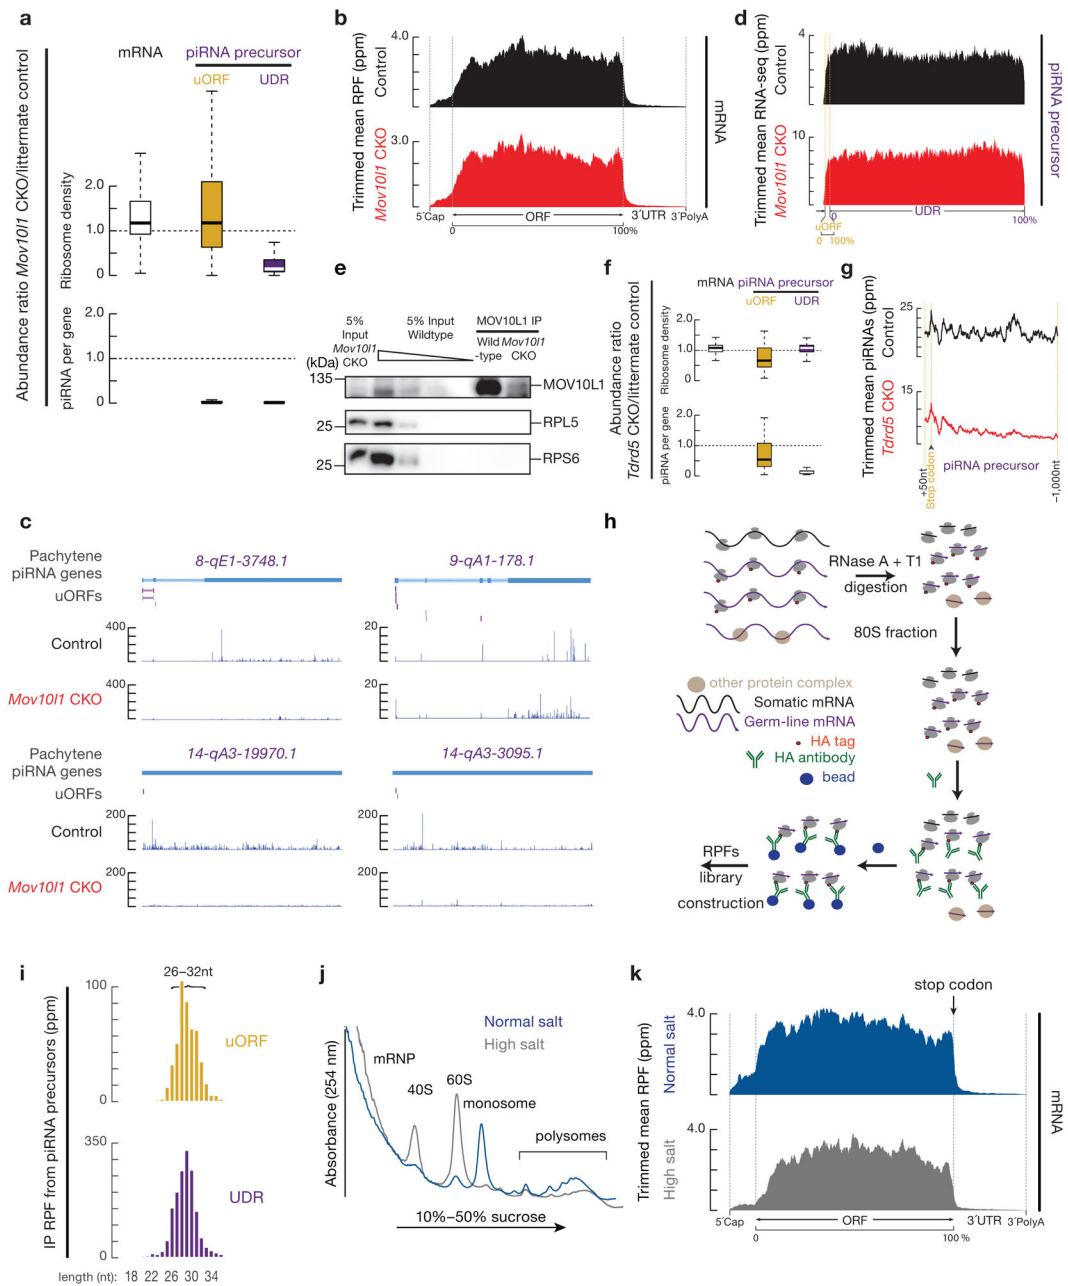 a
Abundance ratio Mov10l1 CKO/littermate control
mRNA
piRNA precursor
uORF
UDR
Ribosome density
2.0
1.0
0
piRNA per gene
2.0
1.0
0
b
Trimmed mean RPF (ppm)
Control
Mov10l1 CKO
4.0
3.0
mRNA
5´Cap
ORF
3´UTR
3´PolyA
0
100%
d
Trimmed mean RNA-seq (ppm)
Control
Mov10l1 CKO
4
0
10
0
piRNA precursor
0
UDR
100%
uORF
0 100%
e
5%
Input
Mov10l1
CKO
5% Input
Wildtype
MOV10L1 IP
Wild
-type
Mov10l1
CKO
(kDa)
135
MOV10L1
25
RPL5
25
RPS6
f
Abundance ratio
Tdrd5 CKO/littermate control
mRNA
piRNA precursor
uORF
UDR
Ribosome density
2.0
1.0
0
piRNA per gene
2.0
1.0
0
g
Trimmed mean piRNAs (ppm)
Control
Tdrd5 CKO
25
22
15
piRNA precursor
+50nt
Stop codon
−1,000nt
c
Pachytene
piRNA genes
8-qE1-3748.1
9-qA1-178.1
uORFs
Control
400
0
20
0
Mov10l1 CKO
400
0
20
0
Pachytene
piRNA genes
14-qA3-19970.1
14-qA3-3095.1
uORFs
Control
200
0
200
0
Mov10l1 CKO
200
0
200
0
h
RNase A + T1
digestion
80S fraction
other protein complex
Somatic mRNA
Germ-line mRNA
HA tag
HA antibody
bead
RPFs
library
construction
i
IP RPF from piRNA precursors (ppm)
26–32nt
100
0
uORF
350
0
UDR
length (nt): 18 22 26 30 34
j
Absorbance (254 nm)
Normal salt
High salt
mRNP
40S
60S
monosome
polysomes
10%–50% sucrose
k
Trimmed mean RPF (ppm)
Normal salt
High salt
stop codon
4.0
4.0
mRNA
5´Cap
ORF
3´UTR
3´PolyA
0
100 %